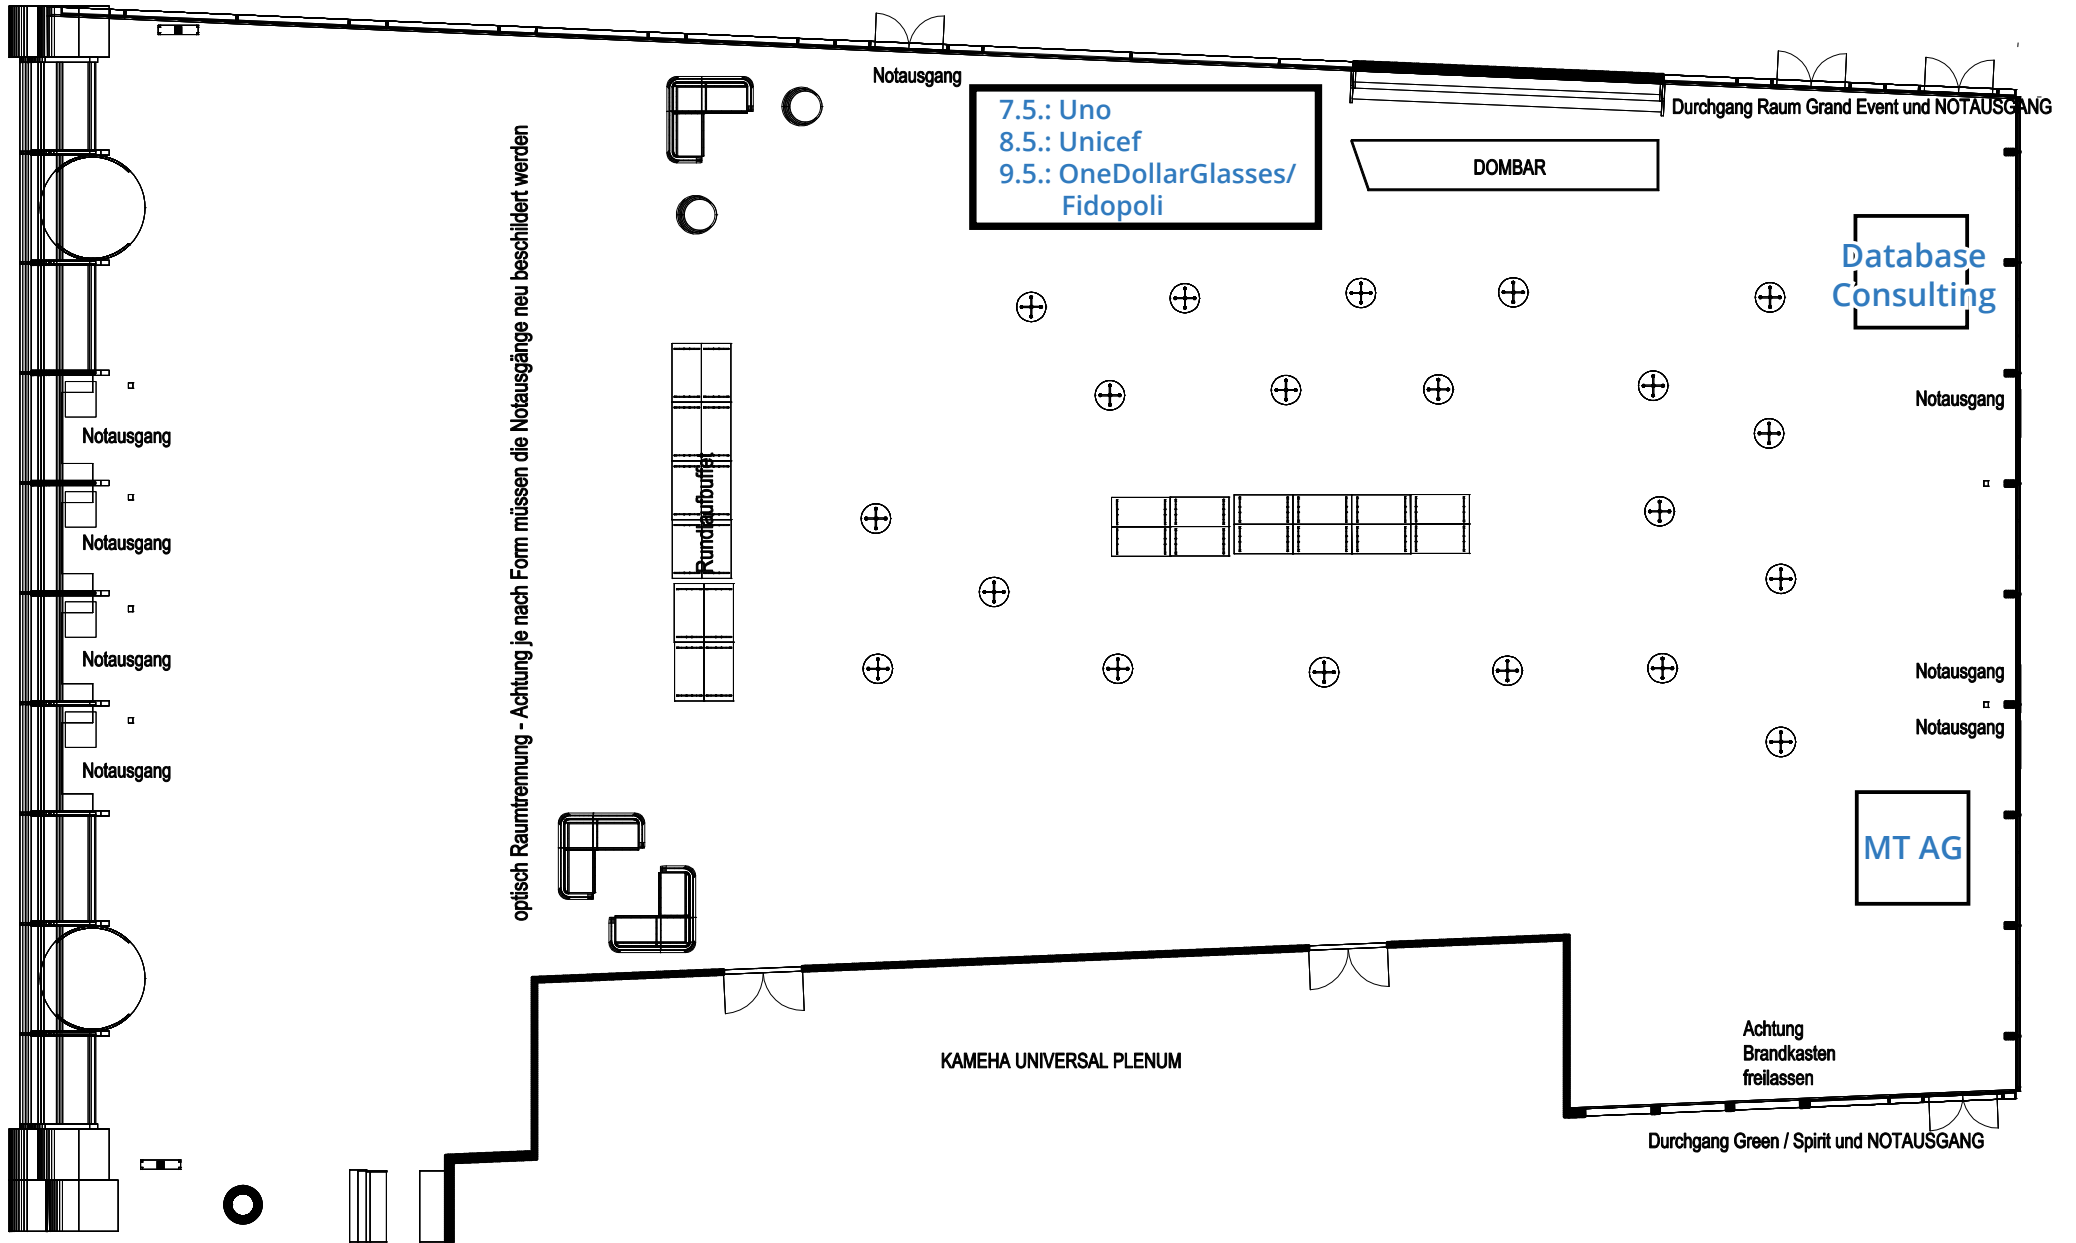 Notausgang
7.5.: Uno
8.5.: Unicef
9.5.: OneDollarGlasses/
Fidopoli
Durchgang Raum Grand Event und NOTAUSGANG
DOMBAR
Database
Consulting
optisch Raumtrennung - Achtung je nach Form müssen die Notausgänge neu beschildert werden
Rundlaufbuffet
Notausgang
Notausgang
Notausgang
Notausgang
Notausgang
Notausgang
Notausgang
MT AG
KAMEHA UNIVERSAL PLENUM
Achtung
Brandkasten
freilassen
Durchgang Green / Spirit und NOTAUSGANG